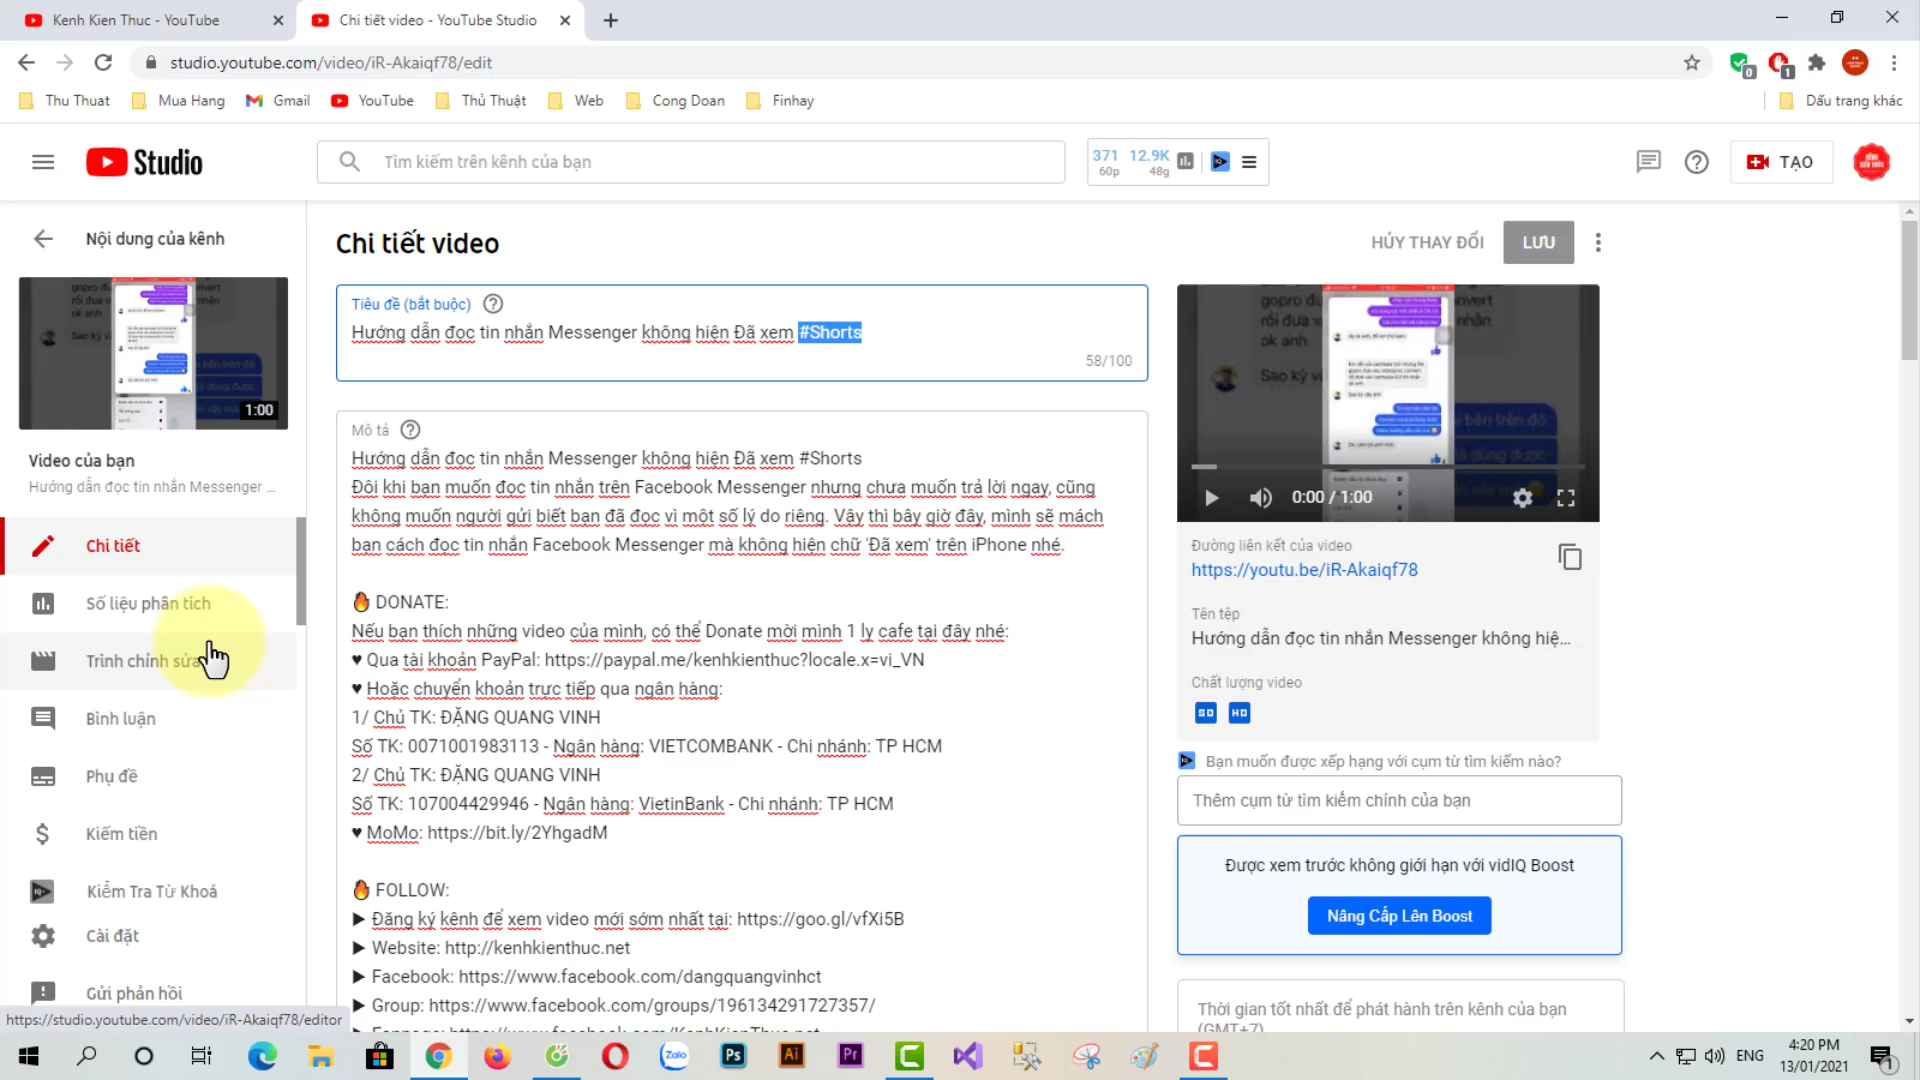 Kenh Kien Thuc - YouTube
Chi tiết video - YouTube Studio
studio.youtube.com/video/iR-Akaiqf78/edit
0
1
Thu Thuat
Mua Hang
Gmail
YouTube
Thủ Thuật
Web
Cong Doan
Finhay
Dấu trang khác
Studio
Tìm kiếm trên kênh của bạn
371 12.9K
60p 48g
TẠO
Nội dung của kênh
1:00
Video của bạn
Hướng dẫn đọc tin nhắn Messenger ...
Chi tiết
Số liệu phân tích
Trình chỉnh sửa
Bình luận
Phụ đề
Kiếm tiền
Kiểm Tra Từ Khoá
Cài đặt
Gửi phản hồi
https://studio.youtube.com/video/iR-Akaiqf78/editor
Chi tiết video
HỦY THAY ĐỔI
LƯU
Tiêu đề (bắt buộc)
Hướng dẫn đọc tin nhắn Messenger không hiện Đã xem #Shorts
58/100
Mô tả
Hướng dẫn đọc tin nhắn Messenger không hiện Đã xem #Shorts
Đôi khi bạn muốn đọc tin nhắn trên Facebook Messenger nhưng chưa muốn trả lời ngay, cũng
không muốn người gửi biết bạn đã đọc vì một số lý do riêng. Vậy thì bây giờ đây, mình sẽ mách
bạn cách đọc tin nhắn Facebook Messenger mà không hiện chữ 'Đã xem' trên iPhone nhé.
🔥 DONATE:
Nếu bạn thích những video của mình, có thể Donate mời mình 1 ly cafe tại đây nhé:
♥ Qua tài khoản PayPal: https://paypal.me/kenhkienthuc?locale.x=vi_VN
♥ Hoặc chuyển khoản trực tiếp qua ngân hàng:
1/ Chủ TK: ĐẶNG QUANG VINH
Số TK: 0071001983113 - Ngân hàng: VIETCOMBANK - Chi nhánh: TP HCM
2/ Chủ TK: ĐẶNG QUANG VINH
Số TK: 107004429946 - Ngân hàng: VietinBank - Chi nhánh: TP HCM
♥ MoMo: https://bit.ly/2YhgadM
🔥 FOLLOW:
▶ Đăng ký kênh để xem video mới sớm nhất tại: https://goo.gl/vfXi5B
▶ Website: http://kenhkienthuc.net
▶ Facebook: https://www.facebook.com/dangquangvinhct
▶ Group: https://www.facebook.com/groups/196134291727357/
▶ Fanpage: https://www.facebook.com/KenhKienThuc.net
0:00 / 1:00
Đường liên kết của video
https://youtu.be/iR-Akaiqf78
Tên tệp
Hướng dẫn đọc tin nhắn Messenger không hiệ...
Chất lượng video
SD HD
Bạn muốn được xếp hạng với cụm từ tìm kiếm nào?
Thêm cụm từ tìm kiếm chính của bạn
Được xem trước không giới hạn với vidIQ Boost
Nâng Cấp Lên Boost
Thời gian tốt nhất để phát hành trên kênh của bạn
(GMT+7)
Zalo
Ps
Ai
Pr
ENG
4:20 PM
13/01/2021
1